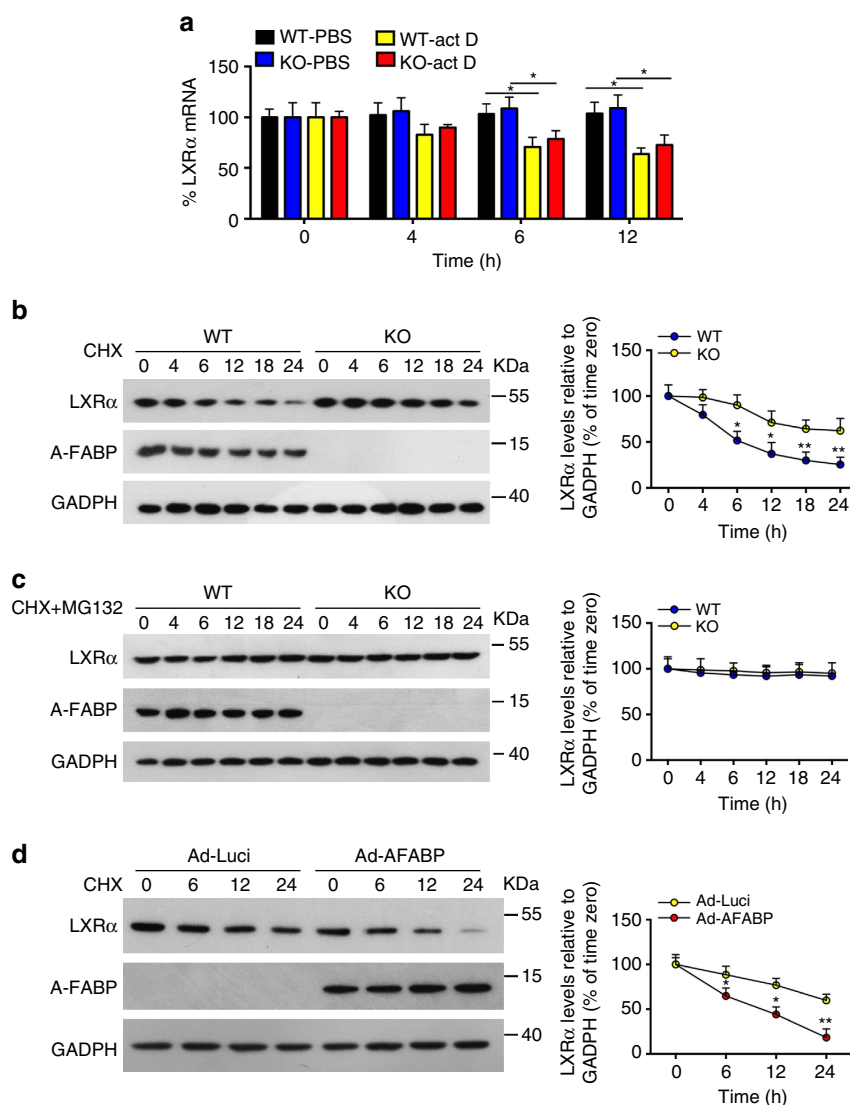 a
WT-PBS WT-act D
KO-PBS KO-act D
% LXRα mRNA
150
100
50
0
* * * *
0 4 6 12
Time (h)
b
WT KO
CHX 0 4 6 12 18 24 0 4 6 12 18 24 KDa
LXRα 55
A-FABP 15
GADPH 40
LXRα levels relative to
GADPH (% of time zero)
WT
KO
150
100
50
0
* * ** **
0 4 6 12 18 24
Time (h)
c
WT KO
CHX+MG132 0 4 6 12 18 24 0 4 6 12 18 24 KDa
LXRα 55
A-FABP 15
GADPH 40
LXRα levels relative to
GADPH (% of time zero)
WT
KO
150
100
50
0
0 4 6 12 18 24
Time (h)
d
Ad-Luci Ad-AFABP
CHX 0 6 12 24 0 6 12 24 KDa
LXRα 55
A-FABP 15
GADPH 40
LXRα levels relative to
GADPH (% of time zero)
Ad-Luci
Ad-AFABP
150
100
50
0
* * **
0 6 12 24
Time (h)